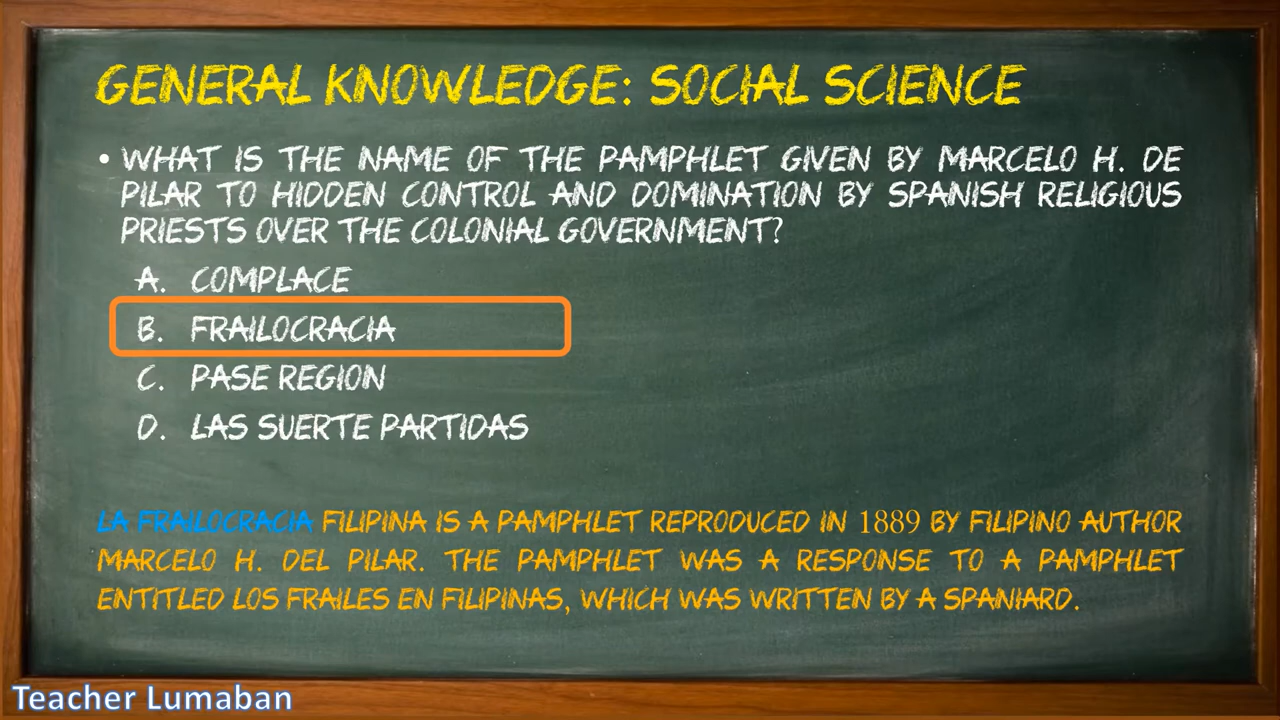 GENERAL KNOWLEDGE: SOCIAL SCIENCE
• WHAT IS THE NAME OF THE PAMPHLET GIVEN BY MARCELO H. DE
PILAR TO HIDDEN CONTROL AND DOMINATION BY SPANISH RELIGIOUS
PRIESTS OVER THE COLONIAL GOVERNMENT?
A. COMPLACE
B. FRAILOCRACIA
C. PASE REGION
D. LAS SUERTE PARTIDAS
LA FRAILOCRACIA FILIPINA IS A PAMPHLET REPRODUCED IN 1889 BY FILIPINO AUTHOR
MARCELO H. DEL PILAR. THE PAMPHLET WAS A RESPONSE TO A PAMPHLET
ENTITLED LOS FRAILES EN FILIPINAS, WHICH WAS WRITTEN BY A SPANIARD.
Teacher Lumaban